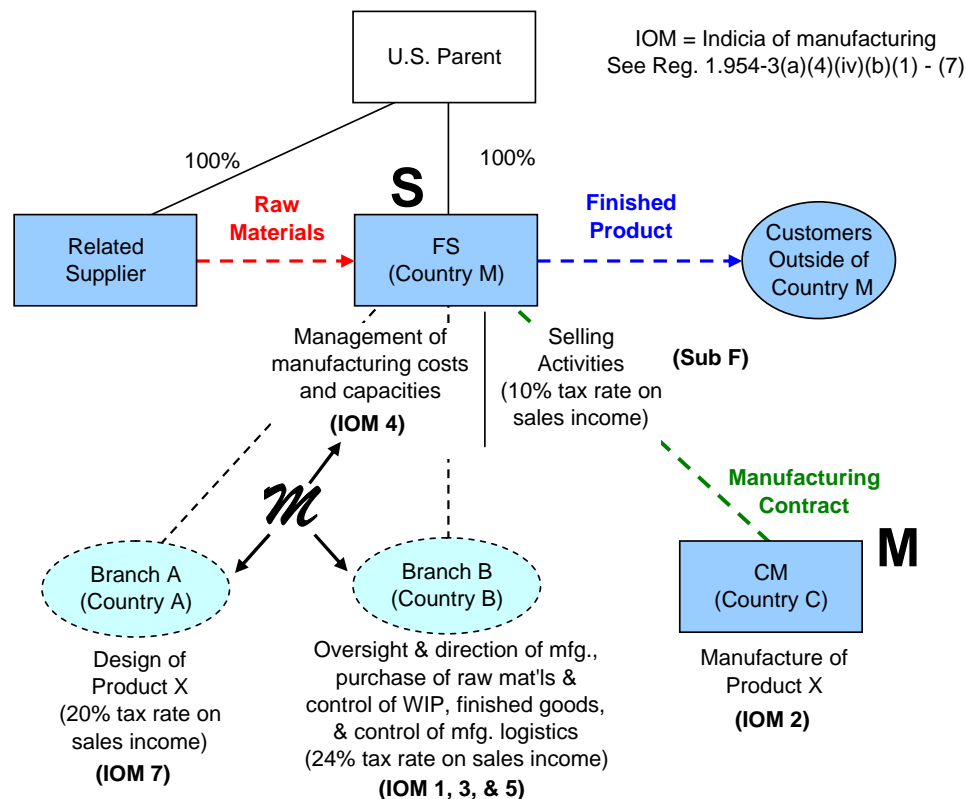 U.S. Parent
IOM = Indicia of manufacturing
See Reg. 1.954-3(a)(4)(iv)(b)(1) - (7)
100%
100%
S
Related
Supplier
Raw
Materials
FS
(Country M)
Finished
Product
Customers
Outside of
Country M
Management of
manufacturing costs
and capacities
(IOM 4)
Selling
Activities
(10% tax rate on
sales income)
(Sub F)
Manufacturing
Contract
M
M
Branch A
(Country A)
Branch B
(Country B)
CM
(Country C)
Design of
Product X
(20% tax rate on
sales income)
(IOM 7)
Oversight & direction of mfg.,
purchase of raw mat'ls &
control of WIP, finished goods,
& control of mfg. logistics
(24% tax rate on sales income)
(IOM 1, 3, & 5)
Manufacture of
Product X
(IOM 2)